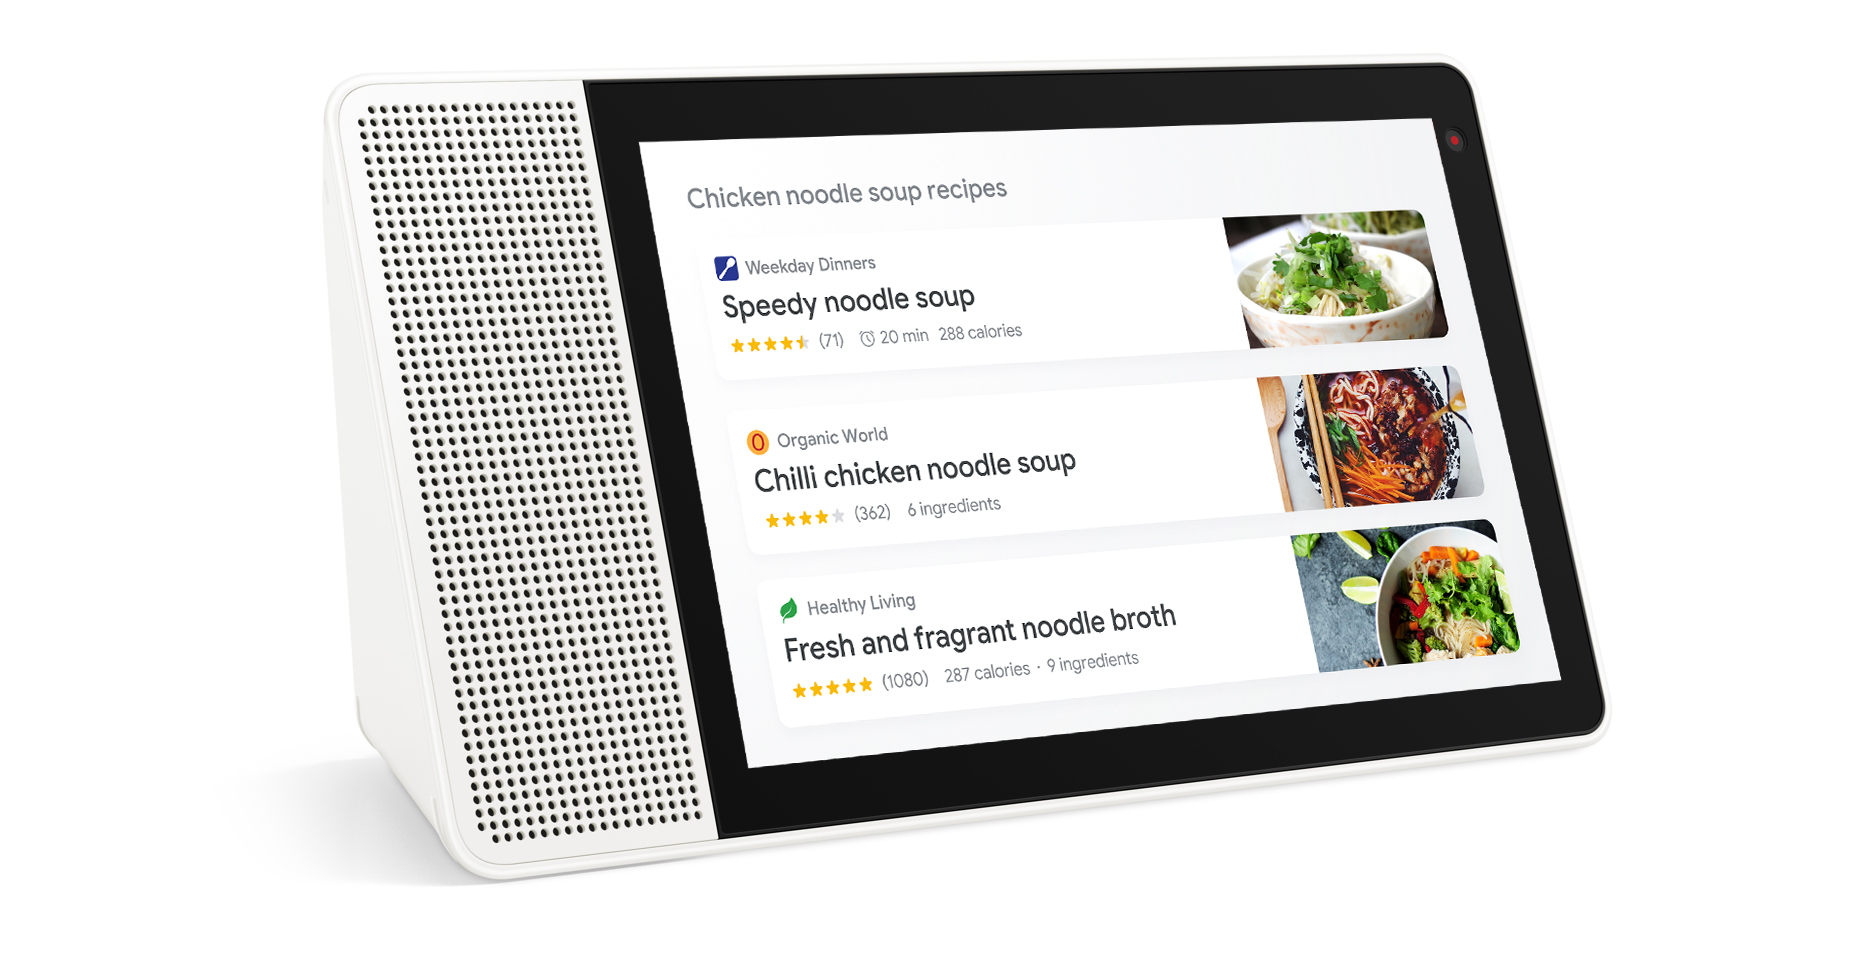 Chicken noodle soup recipes
Weekday Dinners
Speedy noodle soup
(71) 20 min 288 calories
Organic World
Chilli chicken noodle soup
(362) 6 ingredients
Healthy Living
Fresh and fragrant noodle broth
(1080) 287 calories · 9 ingredients